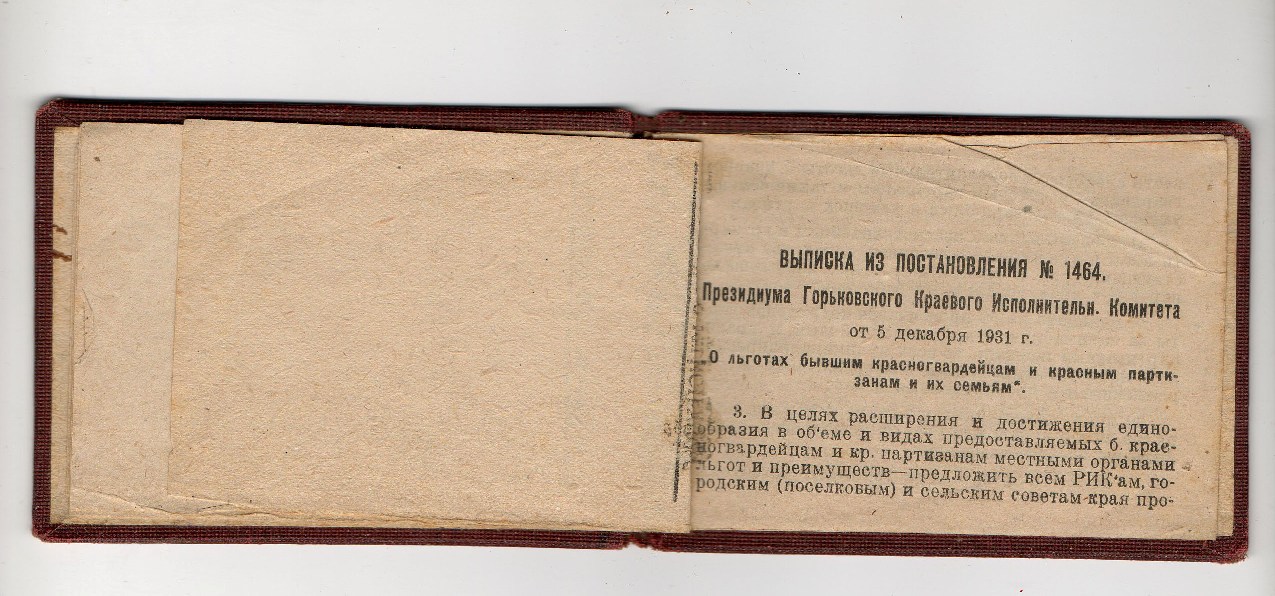 ВЫПИСКА ИЗ ПОСТАНОВЛЕНИЯ № 1464.
Президиума Горьковского Краевого Исполнительн. Комитета
от 5 декабря 1931 г.
„О льготах бывшим красногвардейцам и красным парти-
занам и их семьям“.
3. В целях расширения и достижения едино-
образия в об'еме и видах предоставляемых б. крас-
ногвардейцам и кр. партизанам местными органами
льгот и преимуществ—предложить всем РИК'ам, го-
родским (поселковым) и сельским советам края про-